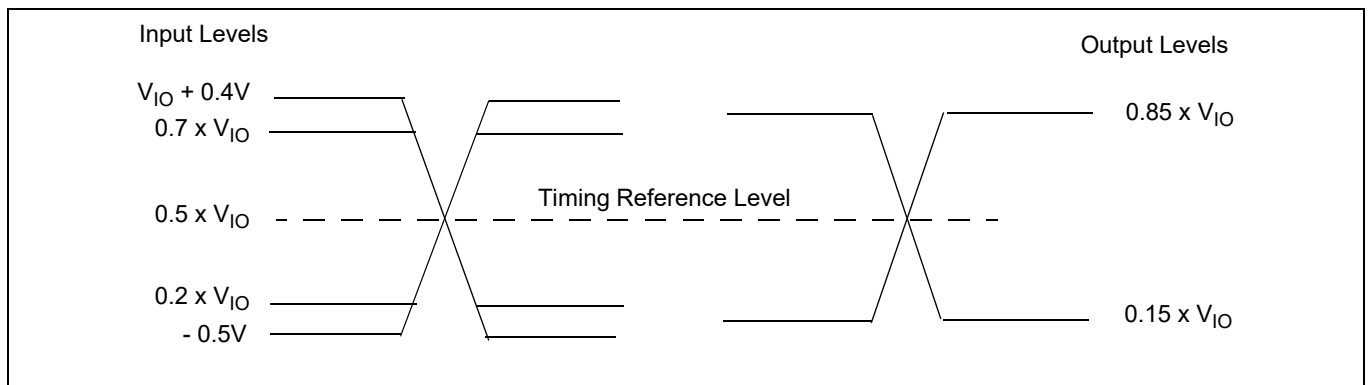 Input Levels
Output Levels
V_IO + 0.4V
0.7 x V_IO
0.85 x V_IO
Timing Reference Level
0.5 x V_IO
0.2 x V_IO
- 0.5V
0.15 x V_IO